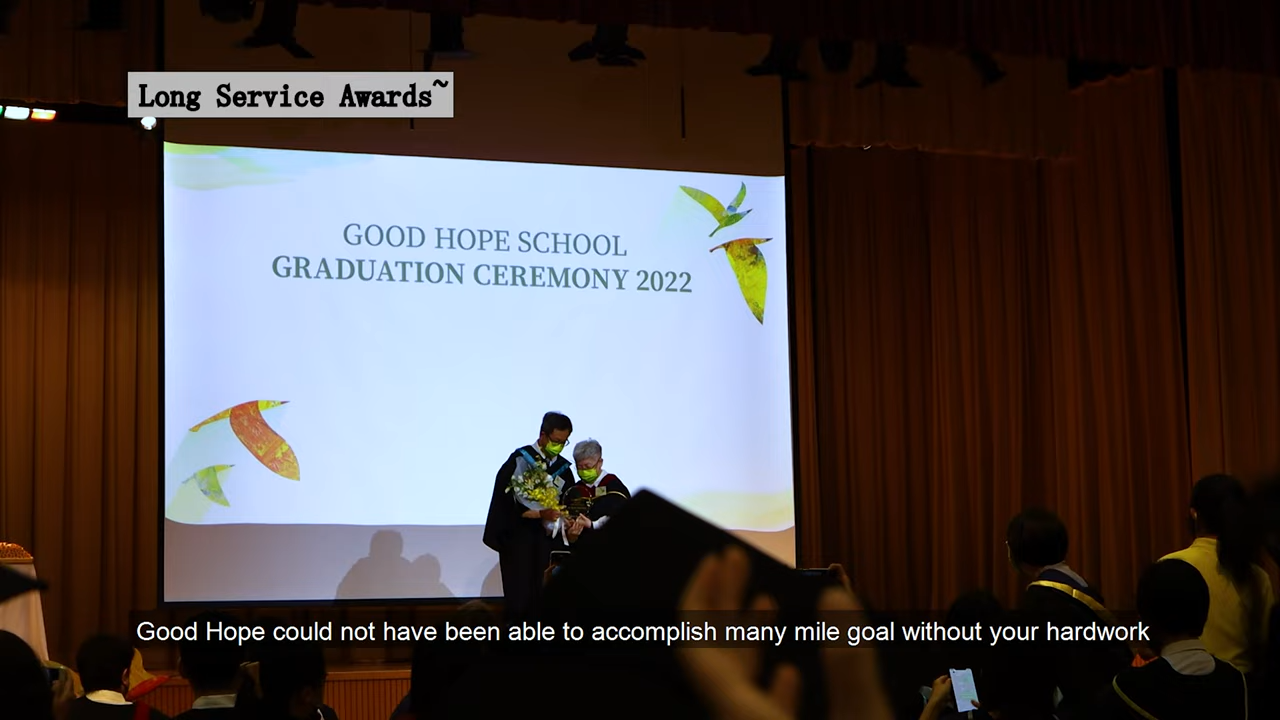 Long Service Awards~
GOOD HOPE SCHOOL
GRADUATION CEREMONY 2022
Good Hope could not have been able to accomplish many mile goal without your hardwork